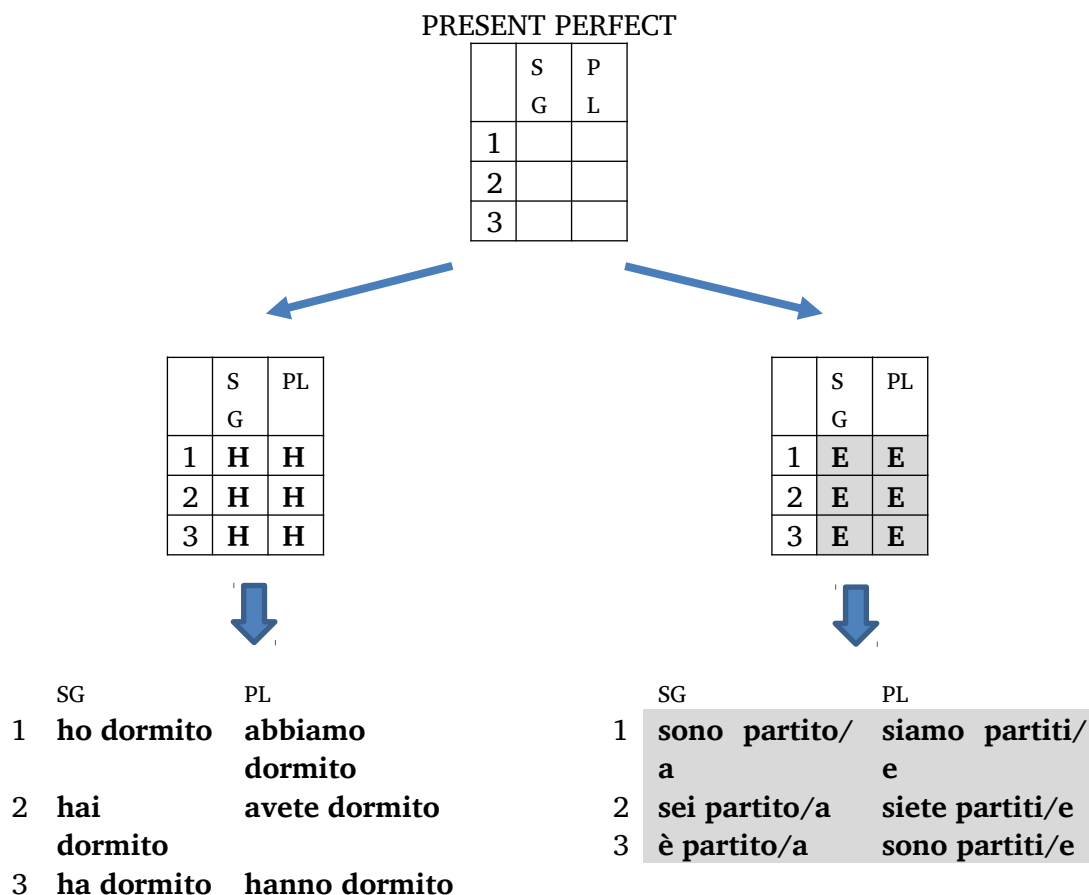 PRESENT PERFECT
S P
G L
1
2
3
S PL
G
1 H H
2 H H
3 H H
S PL
G
1 E E
2 E E
3 E E
SG PL
1 ho dormito abbiamo
dormito
2 hai avete dormito
dormito
3 ha dormito hanno dormito
SG PL
1 sono partito/ siamo partiti/
a e
2 sei partito/a siete partiti/e
3 è partito/a sono partiti/e